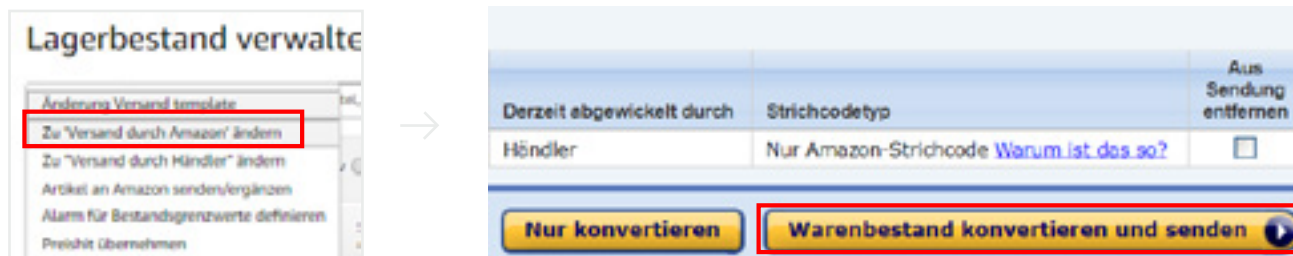 Lagerbestand verwalte
Änderung Versand template
Zu 'Versand durch Amazon' ändern
Zu "Versand durch Händler" ändern
Artikel an Amazon senden/ergänzen
Alarm für Bestandsgrenzwerte definieren
Preishit übernehmen
Derzeit abgewickelt durch
Strichcodetyp
Aus
Sendung
entfernen
Händler
Nur Amazon-Strichcode Warum ist das so?
Nur konvertieren
Warenbestand konvertieren und senden